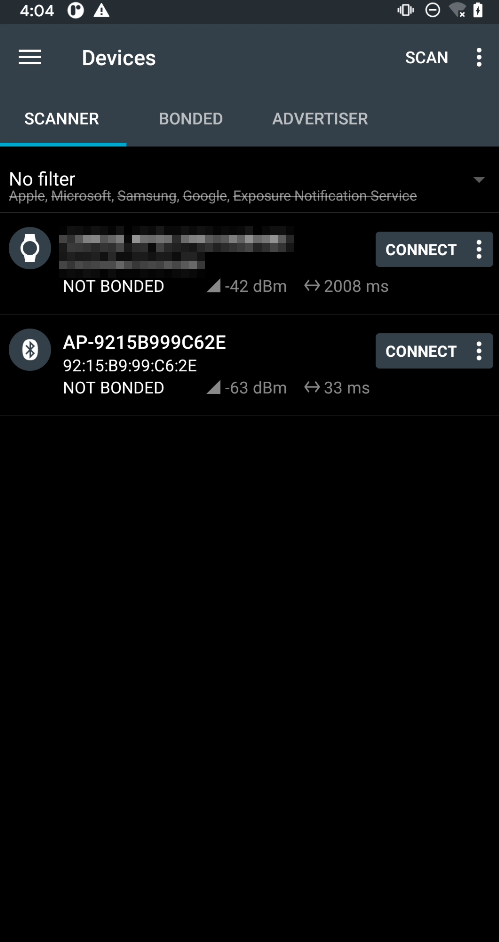 4:04
Devices
SCAN
SCANNER
BONDED
ADVERTISER
No filter
Apple, Microsoft, Samsung, Google, Exposure Notification Service
CONNECT
NOT BONDED
-42 dBm
2008 ms
AP-9215B999C62E
92:15:B9:99:C6:2E
CONNECT
NOT BONDED
-63 dBm
33 ms